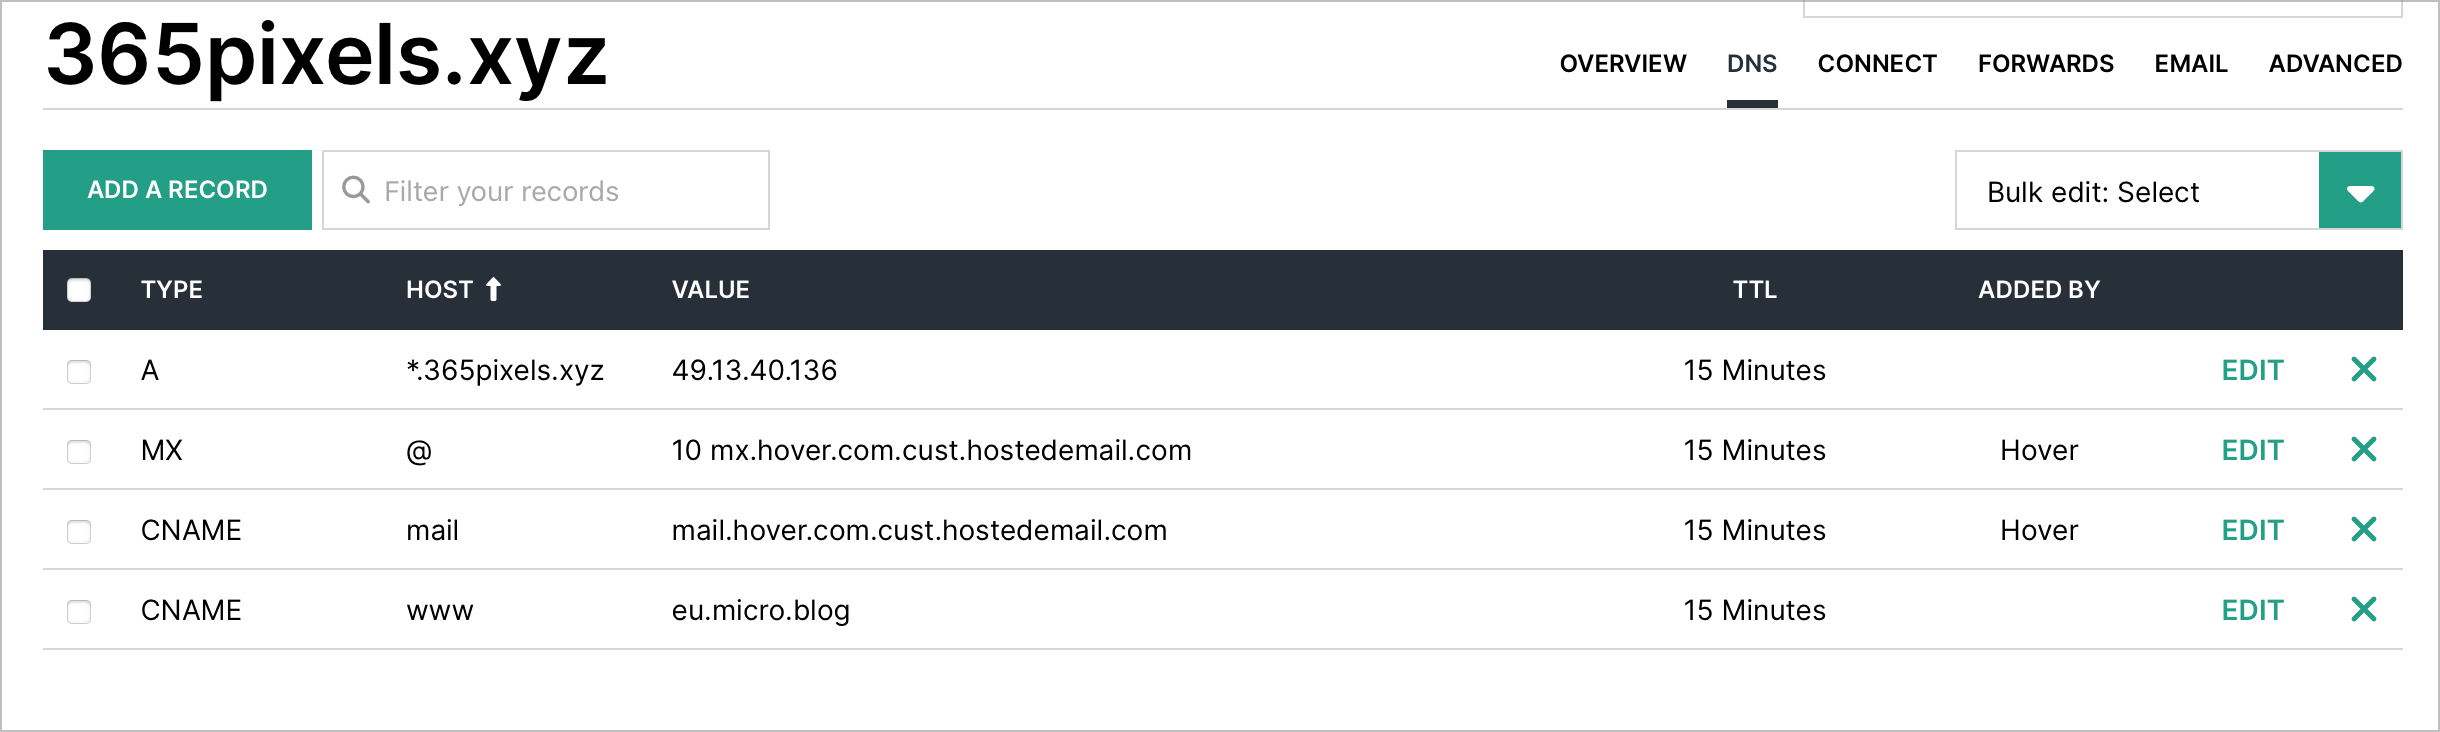 365pixels.xyz
OVERVIEW DNS CONNECT FORWARDS EMAIL ADVANCED
ADD A RECORD Filter your records Bulk edit: Select
TYPE HOST VALUE TTL ADDED BY
A *.365pixels.xyz 49.13.40.136 15 Minutes EDIT
MX @ 10 mx.hover.com.cust.hostedemail.com 15 Minutes Hover EDIT
CNAME mail mail.hover.com.cust.hostedemail.com 15 Minutes Hover EDIT
CNAME www eu.micro.blog 15 Minutes EDIT